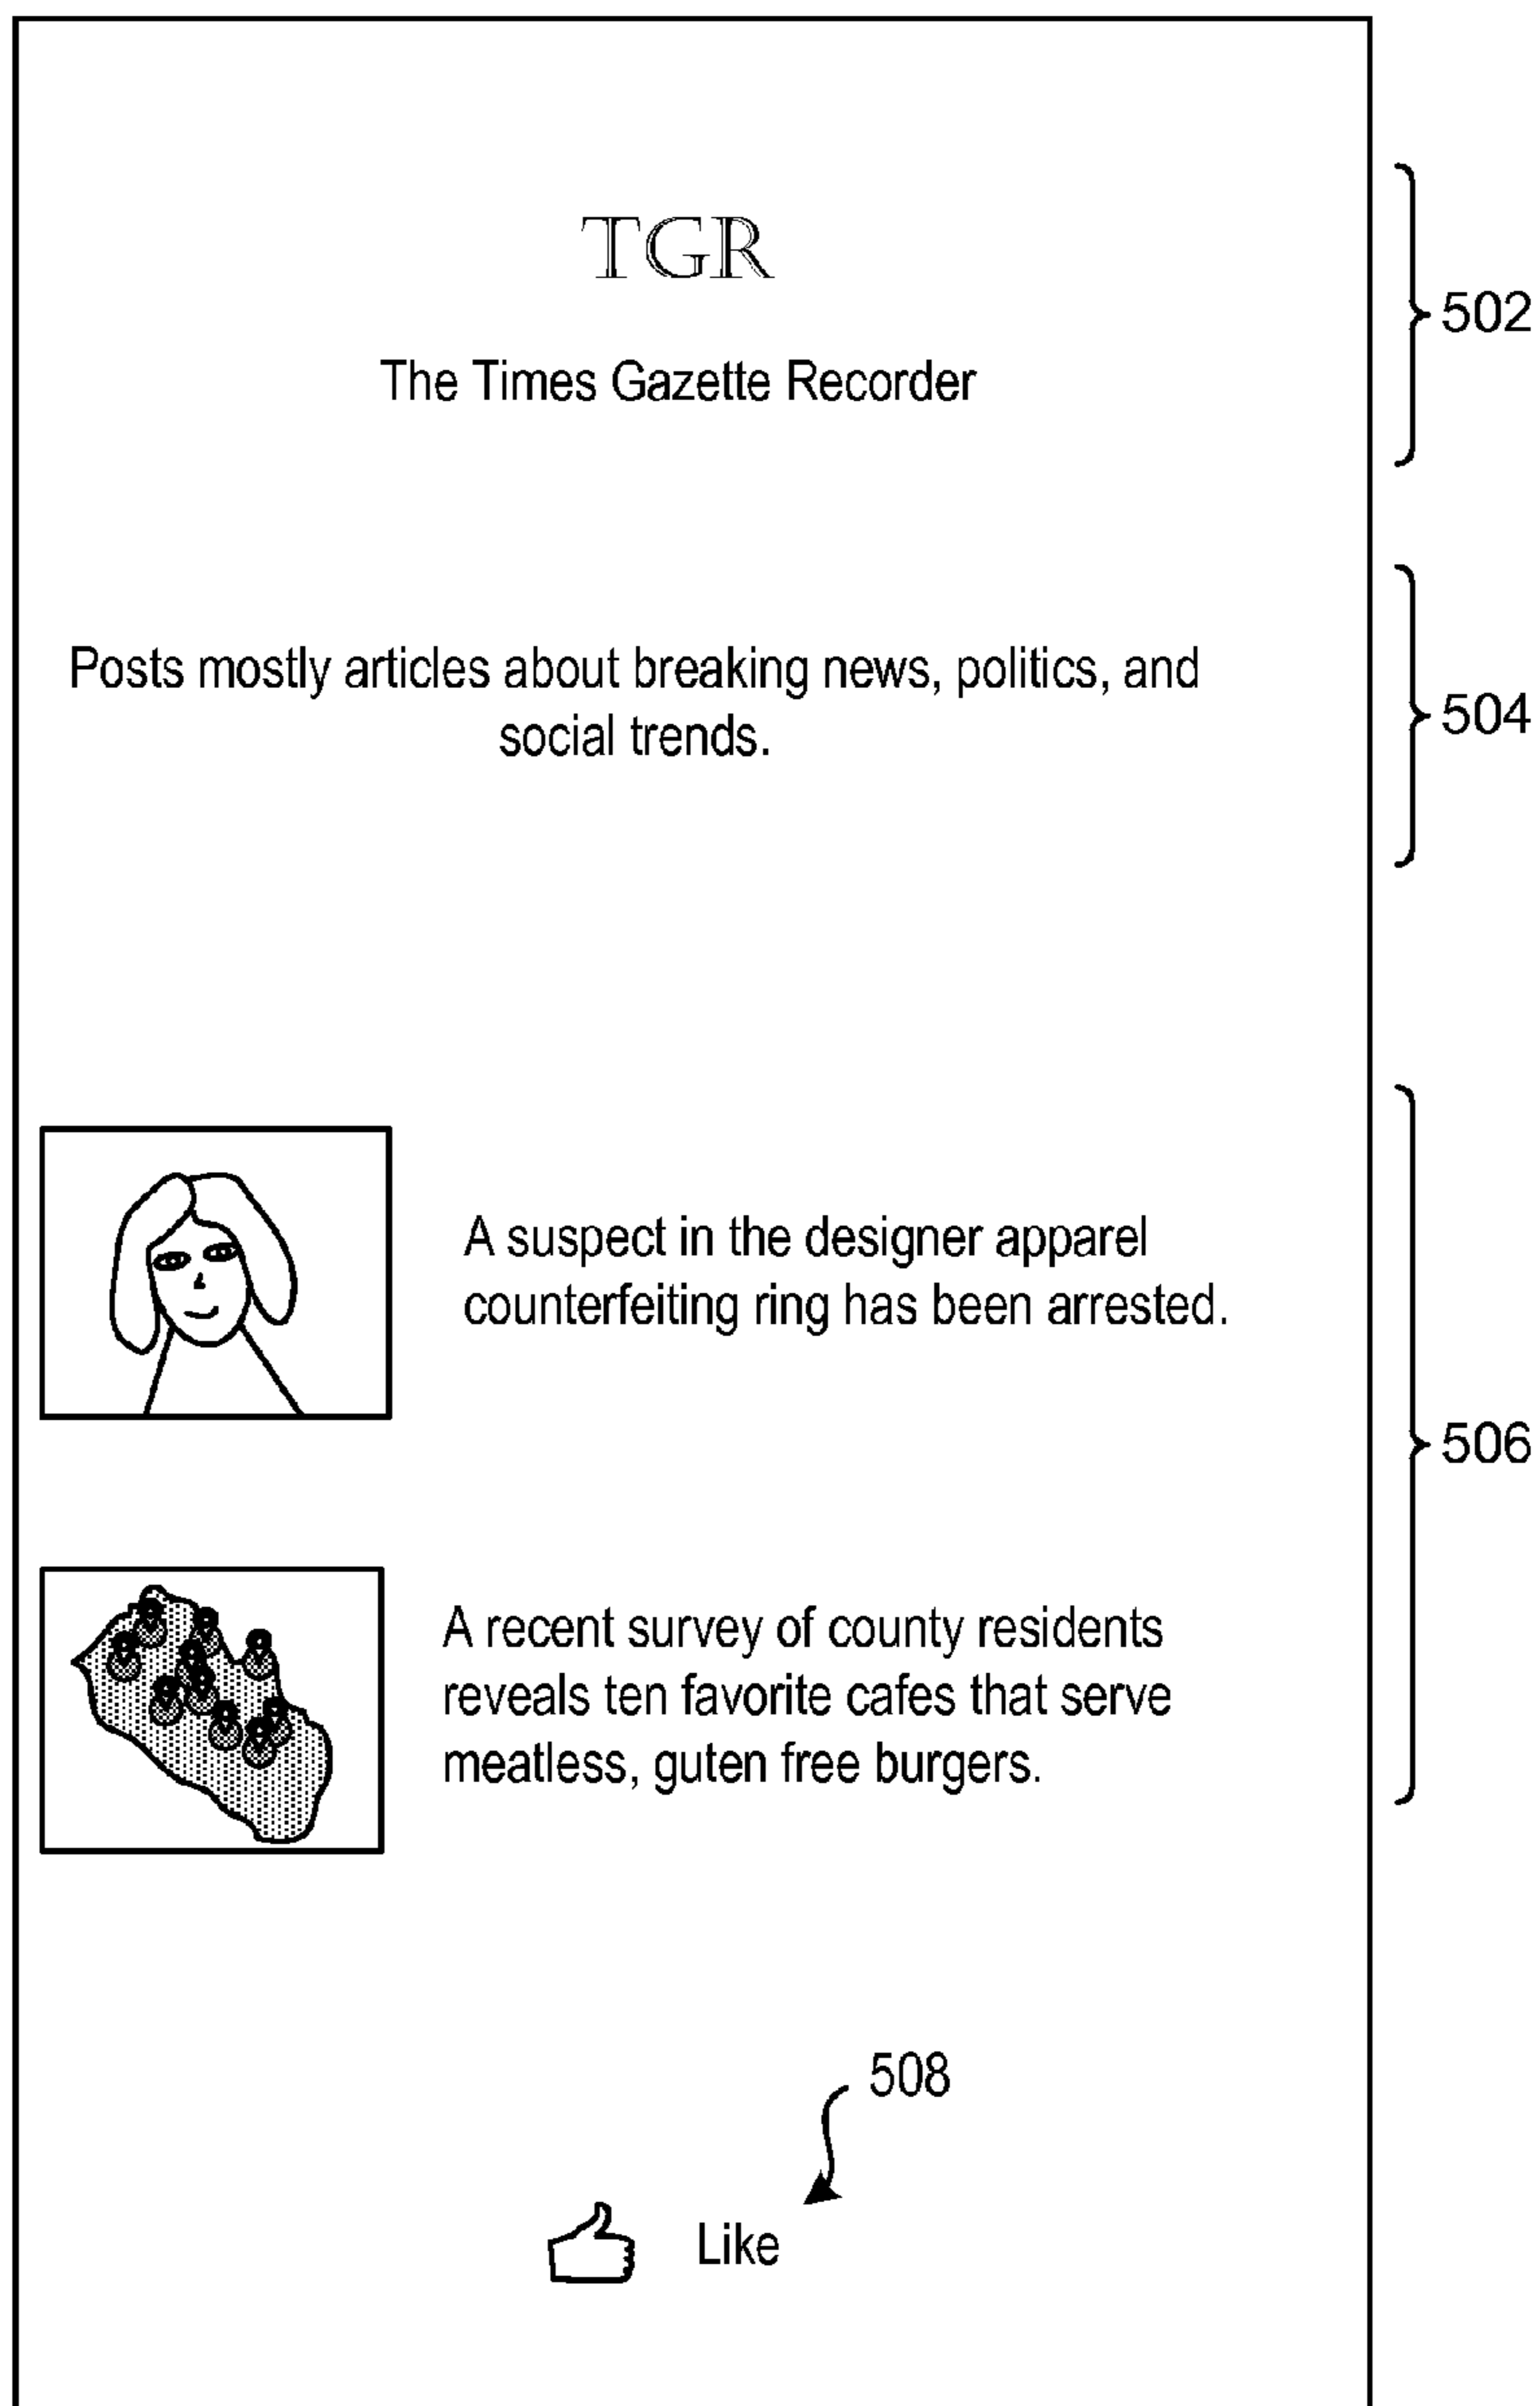 TGR
502
The Times Gazette Recorder
Posts mostly articles about breaking news, politics, and
504
social trends.
A suspect in the designer apparel
counterfeiting ring has been arrested.
506
A recent survey of county residents
reveals ten favorite cafes that serve
meatless, guten free burgers.
508
Like